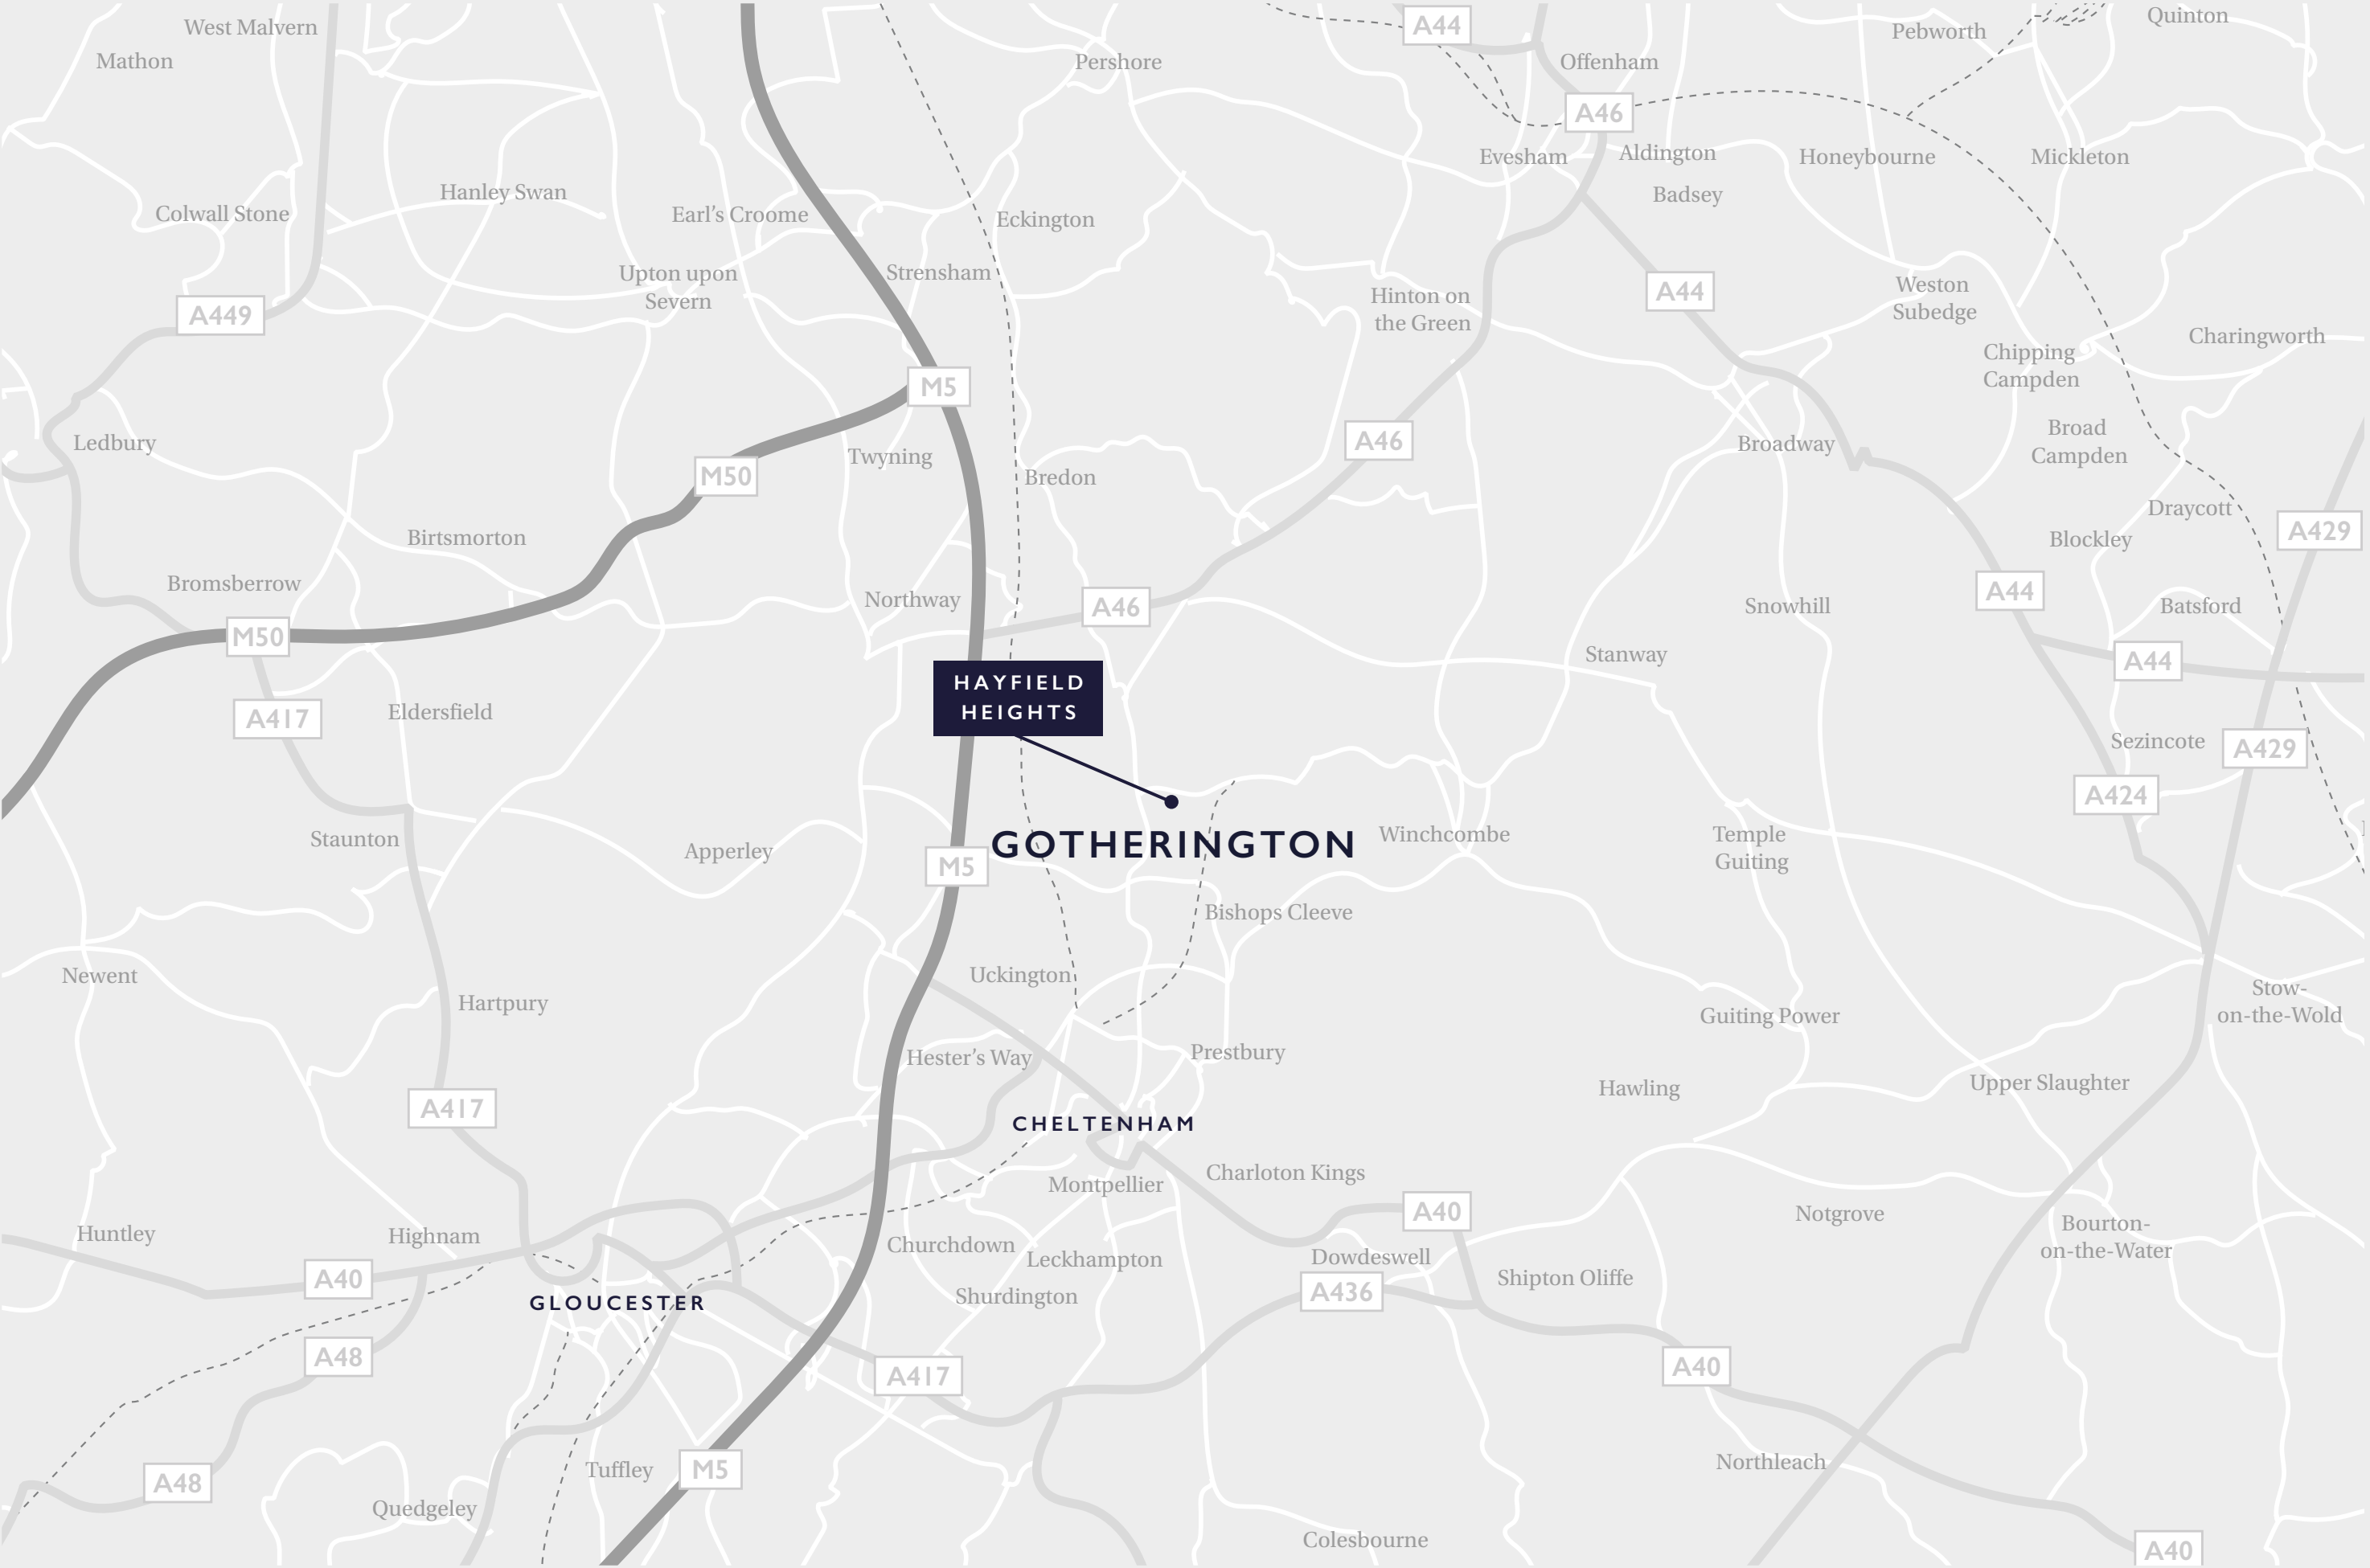 West Malvern
Mathon
Pershore
A44
Offenham
Pebworth
Quinton
A46
Evesham
Aldington
Honeybourne
Mickleton
Badsey
Colwall Stone
Hanley Swan
Earl's Croome
Eckington
Upton upon
Severn
Strensham
A449
Hinton on
the Green
A44
Weston
Subedge
Charingworth
Chipping
Campden
M5
Ledbury
M50
Twyning
Bredon
A46
Broadway
Broad
Campden
Draycott
A429
Blockley
Birtsmorton
Bromsberrow
Northway
A46
Snowhill
A44
Batsford
M50
Stanway
A44
HAYFIELD
HEIGHTS
A417
Eldersfield
Sezincote
A429
A424
Staunton
Apperley
M5
GOTHERINGTON
Winchcombe
Temple
Guiting
Bishops Cleeve
Newent
Hartpury
Uckington
Guiting Power
Stow-
on-the-Wold
Hester's Way
Prestbury
Hawling
Upper Slaughter
A417
CHELTENHAM
Charloton Kings
Montpellier
A40
Notgrove
Huntley
Highnam
Churchdown
Leckhampton
Dowdeswell
Bourton-
on-the-Water
A40
GLOUCESTER
Shurdington
A436
Shipton Oliffe
A48
A417
A40
A48
Tuffley
M5
Northleach
Quedgeley
Colesbourne
A40